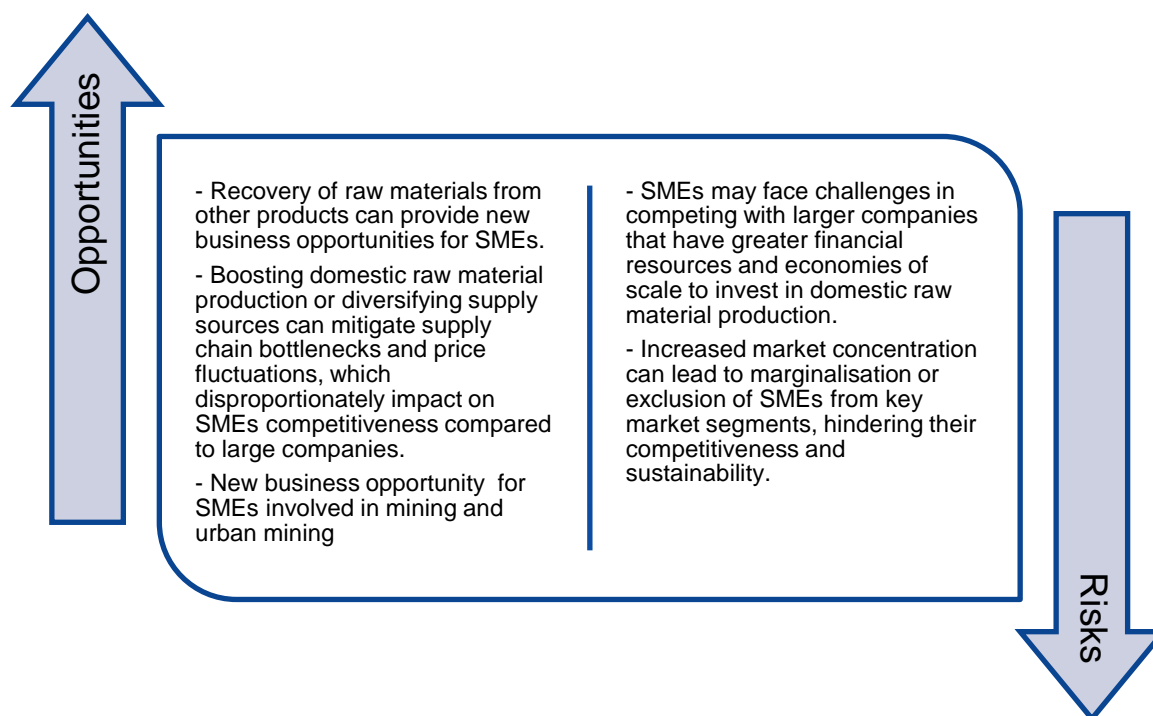 Opportunities
- Recovery of raw materials from
other products can provide new
business opportunities for SMEs.
- Boosting domestic raw material
production or diversifying supply
sources can mitigate supply
chain bottlenecks and price
fluctuations, which
disproportionately impact on
SMEs competitiveness compared
to large companies.
- New business opportunity  for
SMEs involved in mining and
urban mining
- SMEs may face challenges in
competing with larger companies
that have greater financial
resources and economies of
scale to invest in domestic raw
material production.
- Increased market concentration
can lead to marginalisation or
exclusion of SMEs from key
market segments, hindering their
competitiveness and
sustainability.
Risks